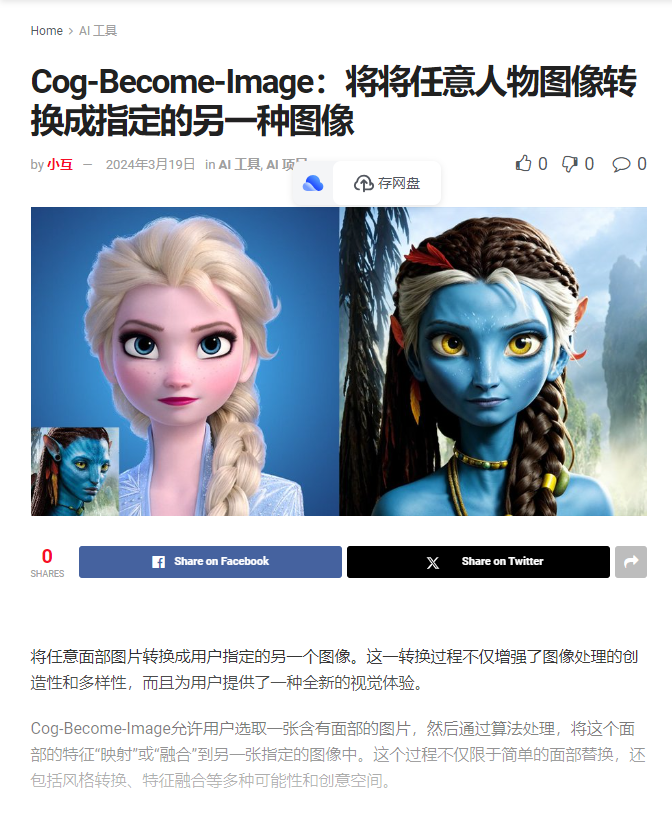 Home > AI 工具
Cog-Become-Image：将将任意人物图像转
换成指定的另一种图像
by 小互 — 2024年3月19日 in AI 工具, AI 项目
0 0 0
存网盘
0
SHARES
Share on Facebook
Share on Twitter
将任意面部图片转换成用户指定的另一个图像。这一转换过程不仅增强了图像处理的创
造性和多样性，而且为用户提供了一种全新的视觉体验。
Cog-Become-Image允许用户选取一张含有面部的图片，然后通过算法处理，将这个面
部的特征“映射”或“融合”到另一张指定的图像中。这个过程不仅限于简单的面部替换，还
包括风格转换、特征融合等多种可能性和创意空间。